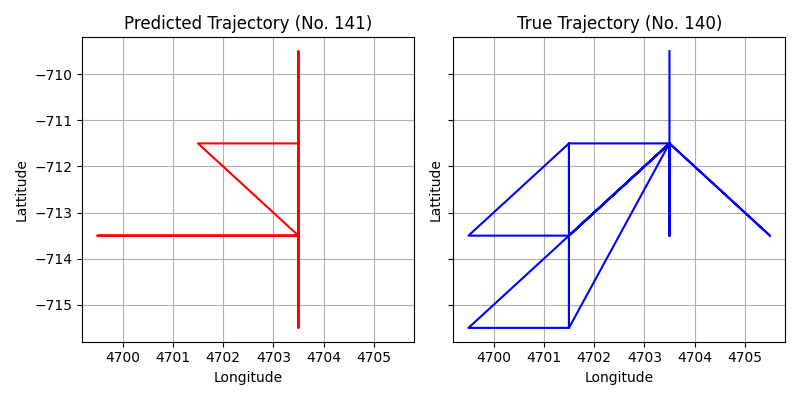 Predicted Trajectory (No. 141)
−710
−711
−712
−713
−714
−715
Lattitude
4700 4701 4702 4703 4704 4705
Longitude
True Trajectory (No. 140)
Lattitude
4700 4701 4702 4703 4704 4705
Longitude